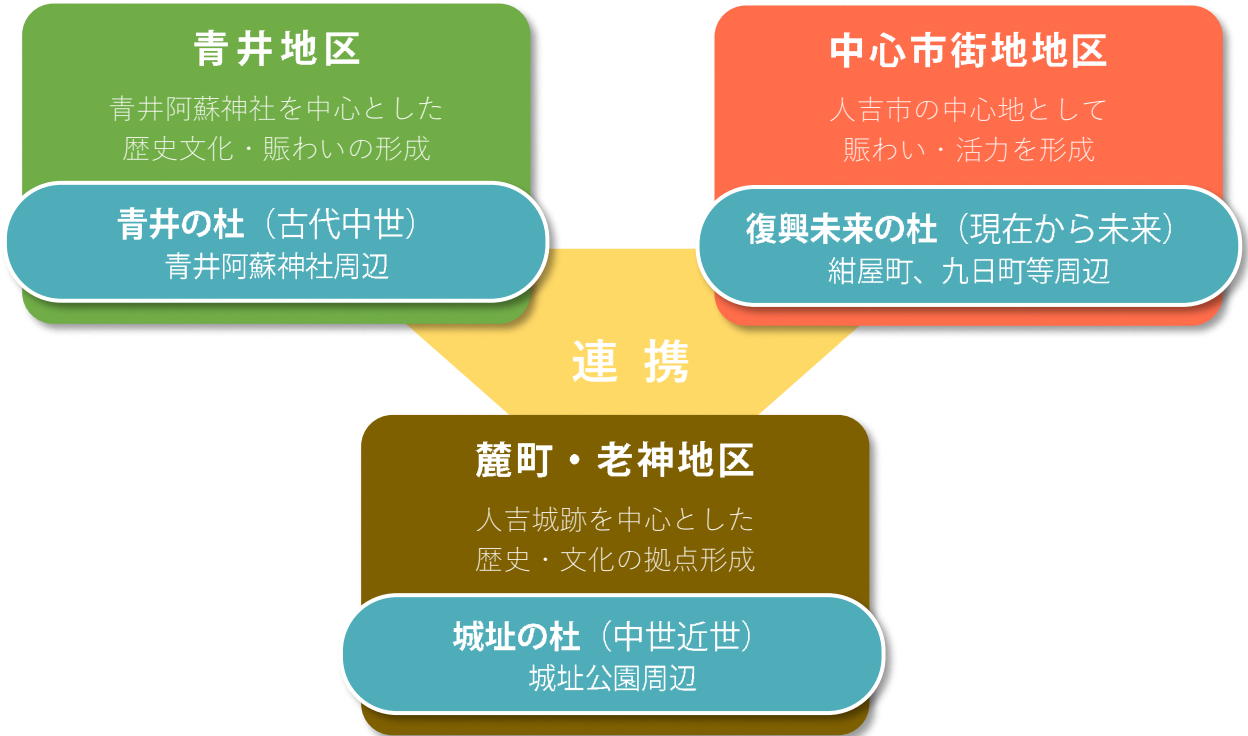 青井地区
青井阿蘇神社を中心とした
歴史文化・賑わいの形成
青井の杜（古代中世）
青井阿蘇神社周辺
中心市街地地区
人吉市の中心地として
賑わい・活力を形成
復興未来の杜（現在から未来）
紺屋町、九日町等周辺
連携
麓町・老神地区
人吉城跡を中心とした
歴史・文化の拠点形成
城址の杜（中世近世）
城址公園周辺